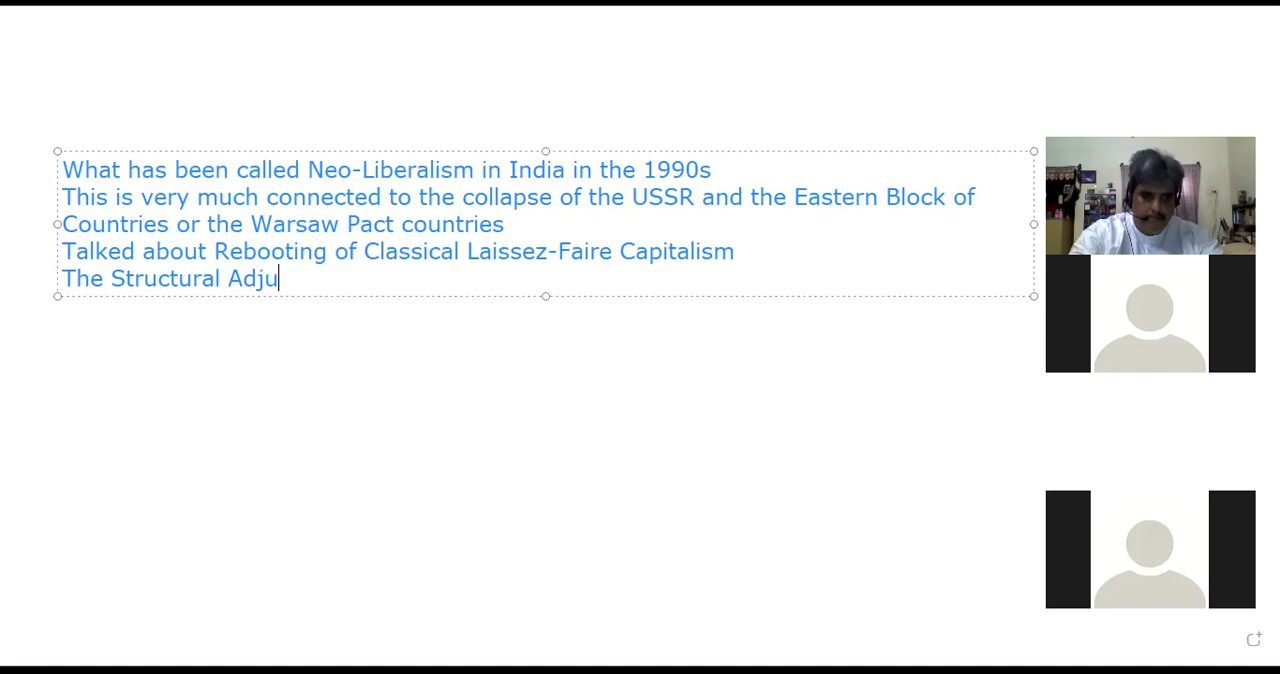 What has been called Neo-Liberalism in India in the 1990s
This is very much connected to the collapse of the USSR and the Eastern Block of
Countries or the Warsaw Pact countries
Talked about Rebooting of Classical Laissez-Faire Capitalism
The Structural Adju